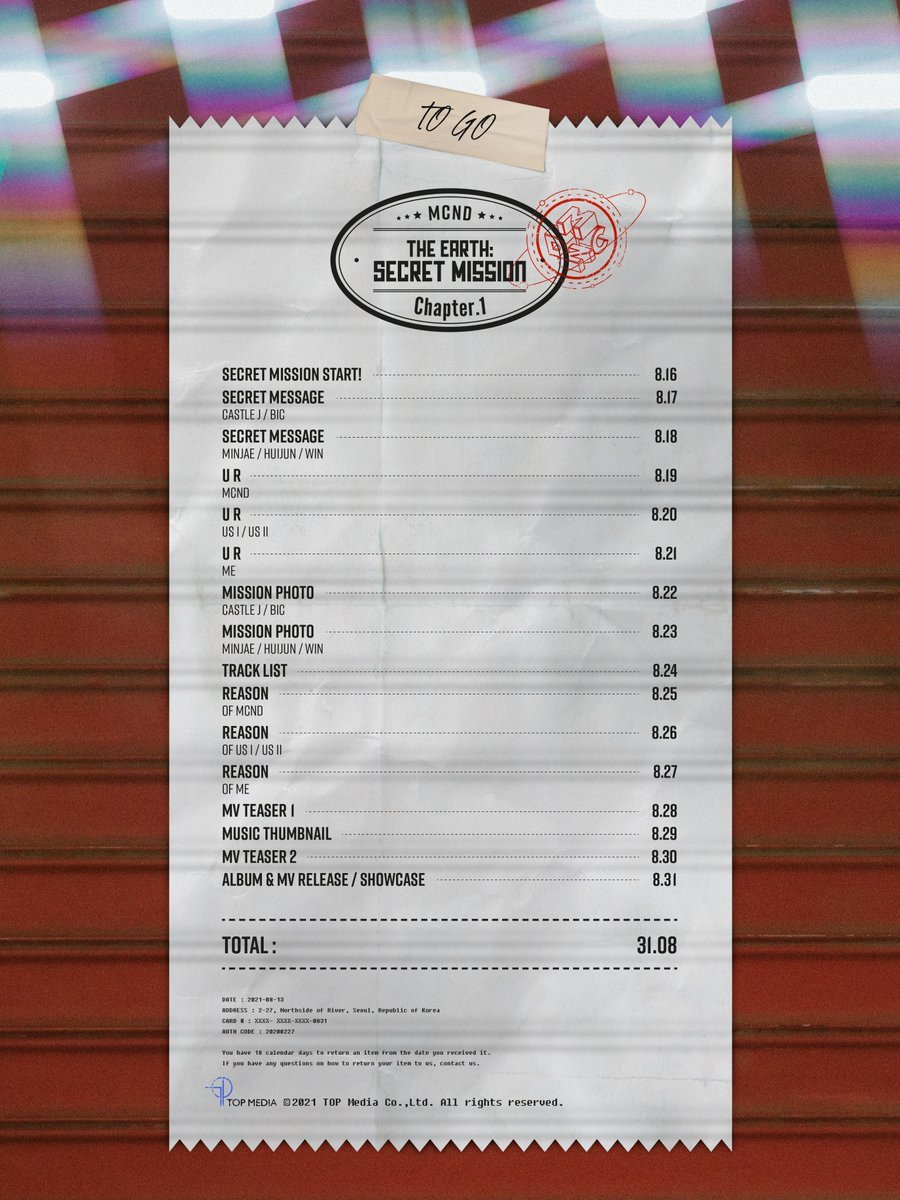 TO GO
MCND
THE EARTH:
SECRET MISSION
Chapter.1
MCND
SECRET MISSION START! 8.16
SECRET MESSAGE 8.17
CASTLE J / BIC
SECRET MESSAGE 8.18
MINJAE / HUIJUN / WIN
U R 8.19
MCND
U R 8.20
US I / US II
U R 8.21
ME
MISSION PHOTO 8.22
CASTLE J / BIC
MISSION PHOTO 8.23
MINJAE / HUIJUN / WIN
TRACK LIST 8.24
REASON 8.25
OF MCND
REASON 8.26
OF US I / US II
REASON 8.27
OF ME
MV TEASER 1 8.28
MUSIC THUMBNAIL 8.29
MV TEASER 2 8.30
ALBUM & MV RELEASE / SHOWCASE 8.31
TOTAL : 31.08
DATE : 2021-08-13
ADDRESS : 2-27, Northside of River, Seoul, Republic of Korea
CARD # : XXXX- XXXX-XXXX-0831
AUTH CODE : 20200227
You have 18 calendar days to return an item from the date you received it.
If you have any questions on how to return your item to us, contact us.
TOP MEDIA ©2021 TOP Media Co.,Ltd. All rights reserved.